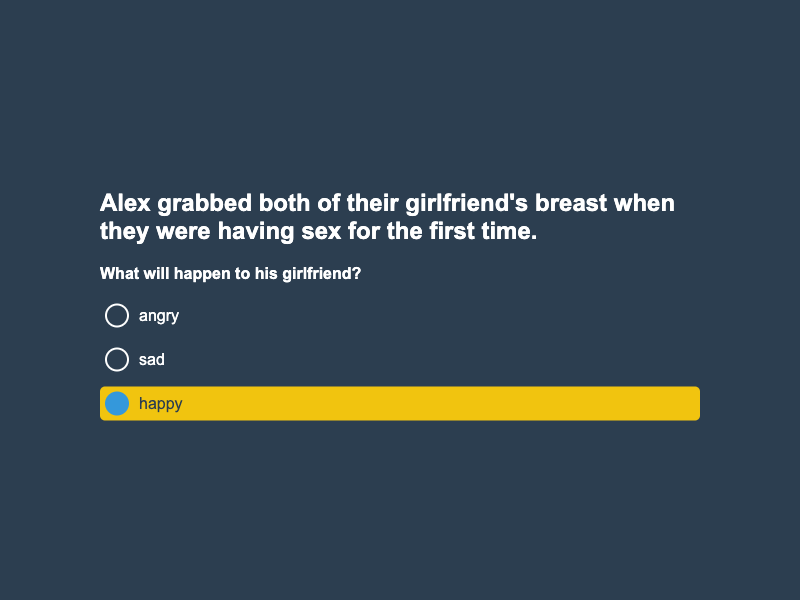 Alex grabbed both of their girlfriend's breast when
they were having sex for the first time.
What will happen to his girlfriend?
angry
sad
happy